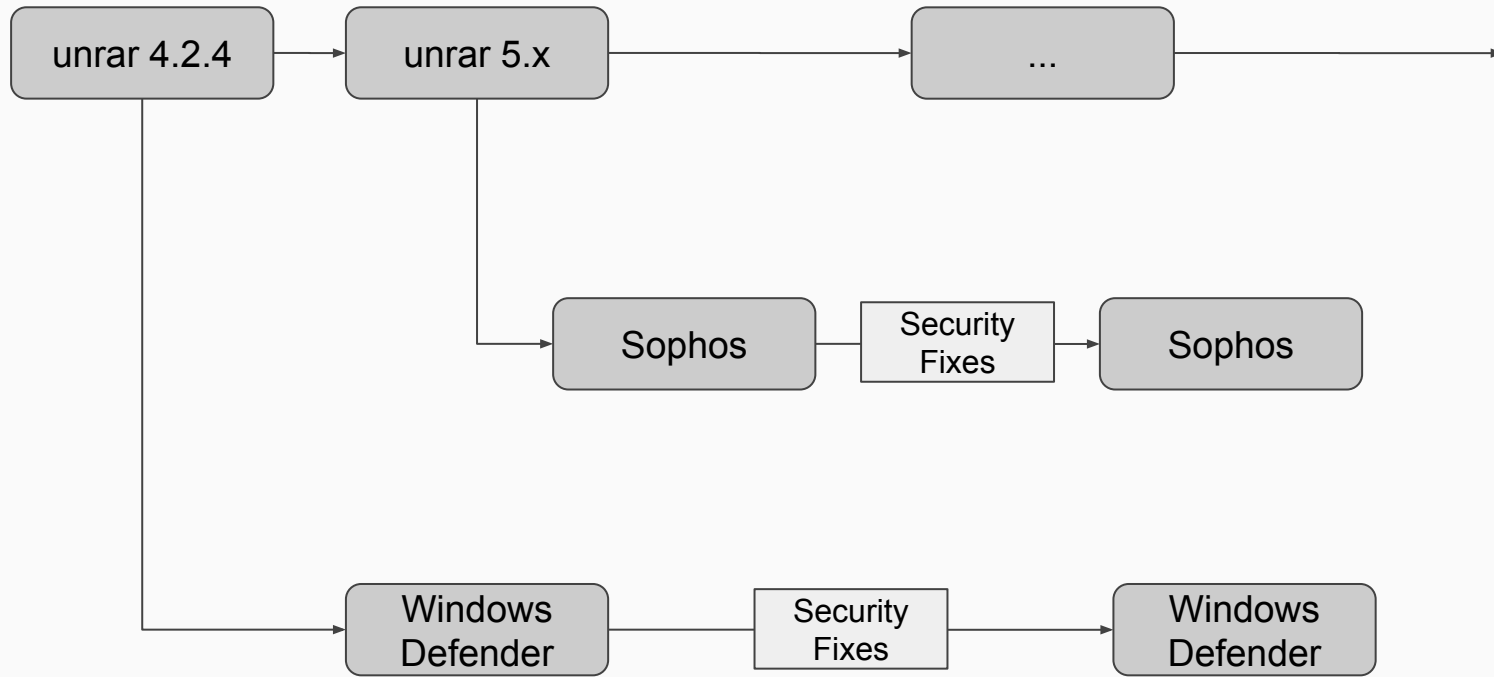 unrar 4.2.4
unrar 5.x
...
Sophos
Security
Fixes
Sophos
Windows
Defender
Security
Fixes
Windows
Defender